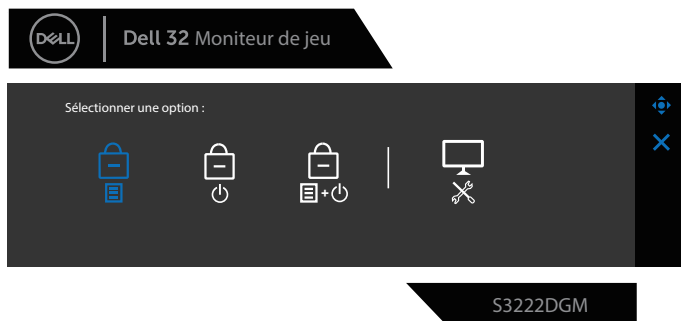 DELL
Dell 32 Moniteur de jeu
Sélectionner une option :
S3222DGM